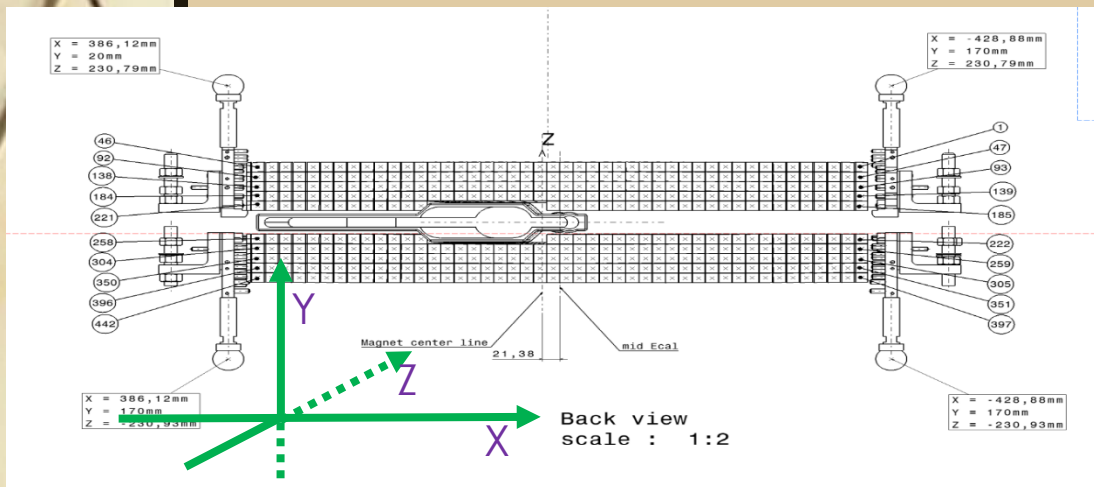 X = 386,12mm
Y = 20mm
Z = 230,79mm
X = -428,88mm
Y = 170mm
Z = 230,79mm
Z
46
92
138
184
221
1
47
93
139
185
258
304
350
396
442
222
259
305
351
397
Y
Z
X
Magnet center line
21,38
mid Ecal
X = 386,12mm
Y = 170mm
Z = -230,93mm
X = -428,88mm
Y = 170mm
Z = -230,93mm
Back view
scale : 1:2